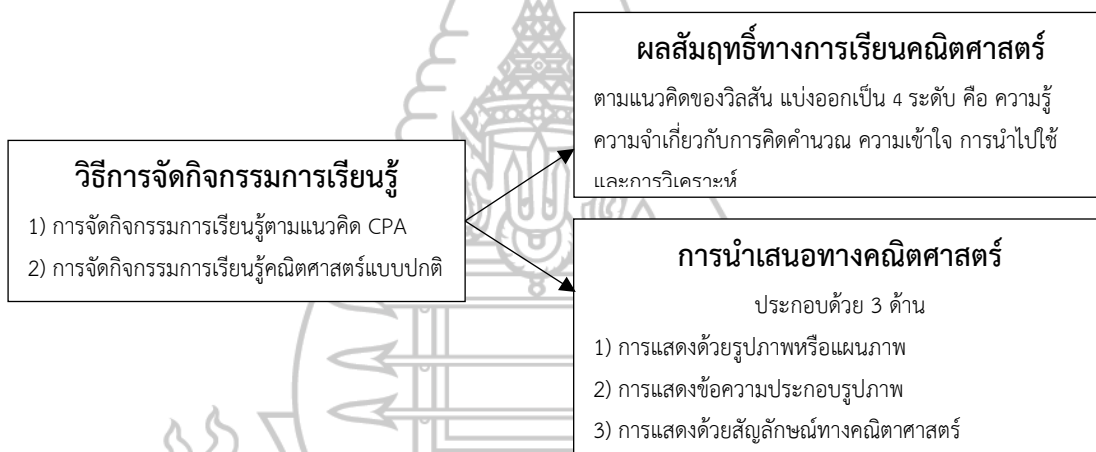 วิธีการจัดกิจกรรมการเรียนรู้
1) การจัดกิจกรรมการเรียนรู้ตามแนวคิด CPA
2) การจัดกิจกรรมการเรียนรู้คณิตศาสตร์แบบปกติ
ผลสัมฤทธิ์ทางการเรียนคณิตศาสตร์
ตามแนวคิดของวิลสัน แบ่งออกเป็น 4 ระดับ คือ ความรู้
ความจำเกี่ยวกับการคิดคำนวณ ความเข้าใจ การนำไปใช้
และการวิเคราะห์
การนำเสนอทางคณิตศาสตร์
ประกอบด้วย 3 ด้าน
1) การแสดงด้วยรูปภาพหรือแผนภาพ
2) การแสดงข้อความประกอบรูปภาพ
3) การแสดงด้วยสัญลักษณ์ทางคณิตาศาสตร์